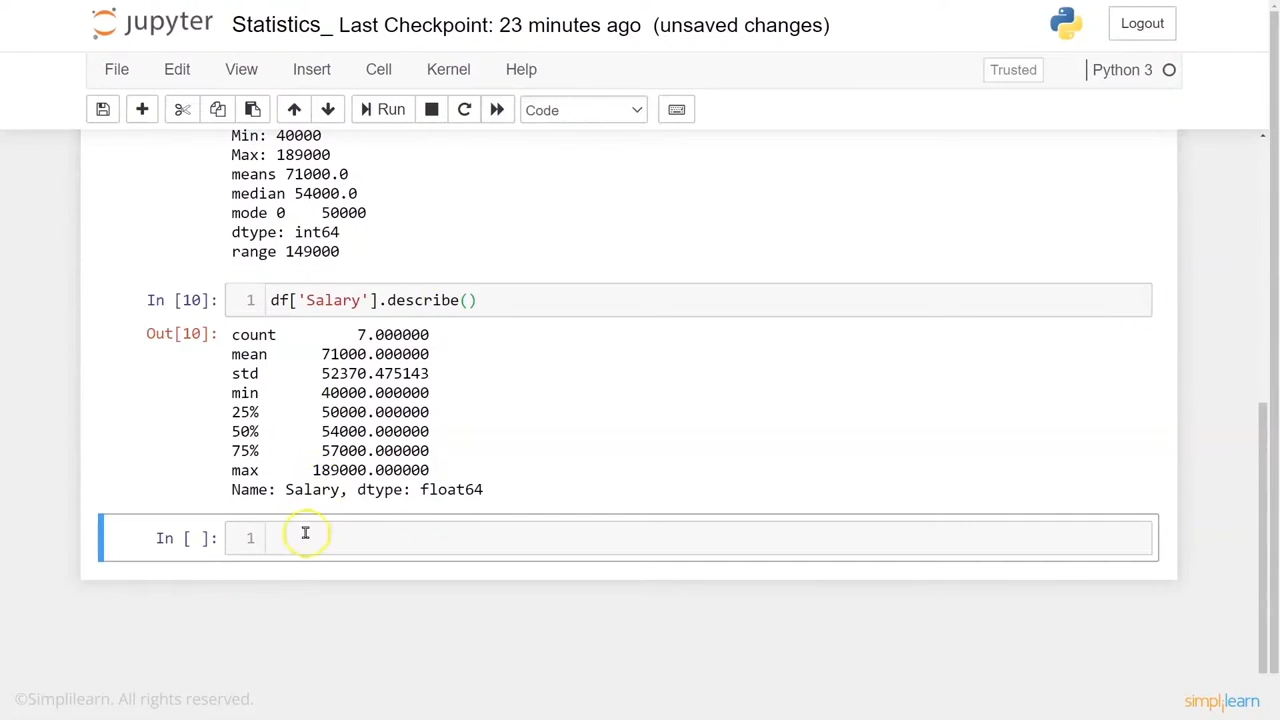 jupyter Statistics_ Last Checkpoint: 23 minutes ago (unsaved changes) Logout
File Edit View Insert Cell Kernel Help Trusted Python 3
Run Code
Min: 40000
Max: 189000
means 71000.0
median 54000.0
mode 0    50000
dtype: int64
range 149000
In [10]: 1 df['Salary'].describe()
Out[10]: count 7.000000
mean 71000.000000
std 52370.475143
min 40000.000000
25% 50000.000000
50% 54000.000000
75% 57000.000000
max 189000.000000
Name: Salary, dtype: float64
In [ ]: 1
©Simplilearn. All rights reserved. simplilearn